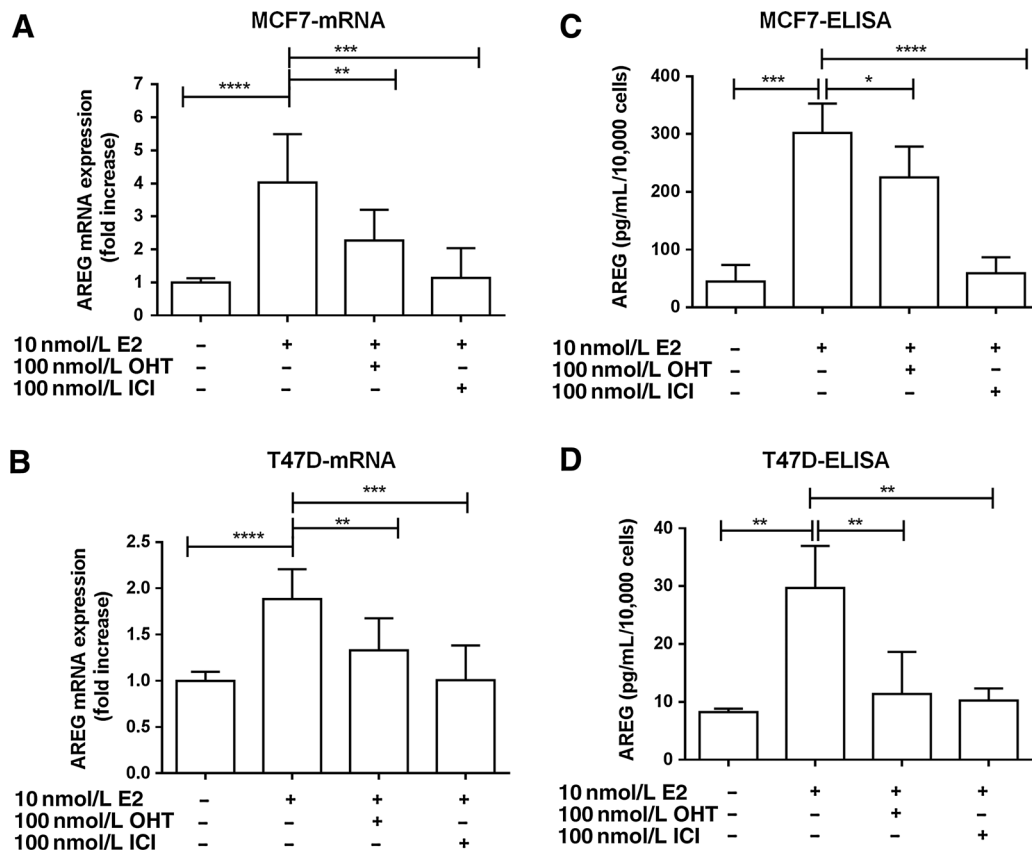 A
MCF7-mRNA
***
**
****
7
6
5
4
3
2
1
0
AREG mRNA expression
(fold increase)
10 nmol/L E2 – + + +
100 nmol/L OHT – – + –
100 nmol/L ICI – – – +
B
T47D-mRNA
***
**
****
2.5
2.0
1.5
1.0
0.5
0.0
AREG mRNA expression
(fold increase)
10 nmol/L E2 – + + +
100 nmol/L OHT – – + –
100 nmol/L ICI – – – +
C
MCF7-ELISA
****
*** *
400
300
200
100
0
AREG (pg/mL/10,000 cells)
10 nmol/L E2 – + + +
100 nmol/L OHT – – + –
100 nmol/L ICI – – – +
D
T47D-ELISA
**
** **
40
30
20
10
0
AREG (pg/mL/10,000 cells)
10 nmol/L E2 – + + +
100 nmol/L OHT – – + –
100 nmol/L ICI – – – +